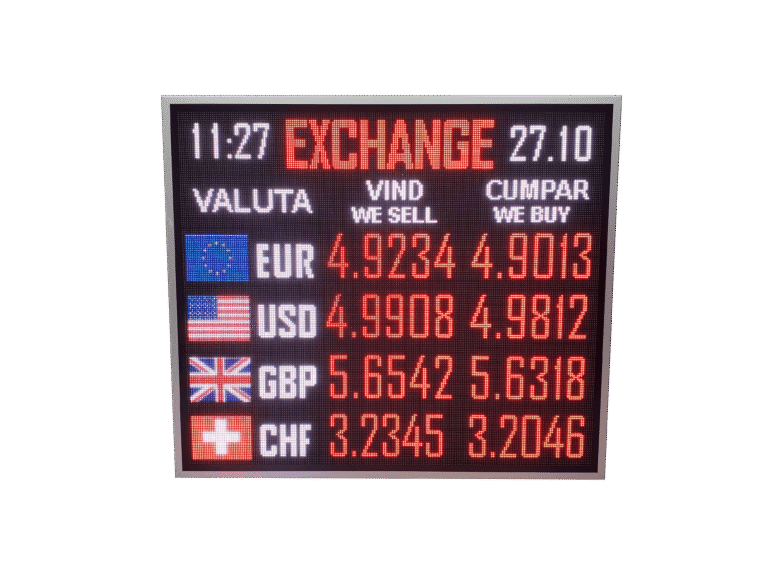 11:27 EXCHANGE 27.10
VALUTA VIND CUMPAR
WE SELL WE BUY
EUR 4.9234 4.9013
USD 4.9908 4.9812
GBP 5.6542 5.6318
CHF 3.2345 3.2046